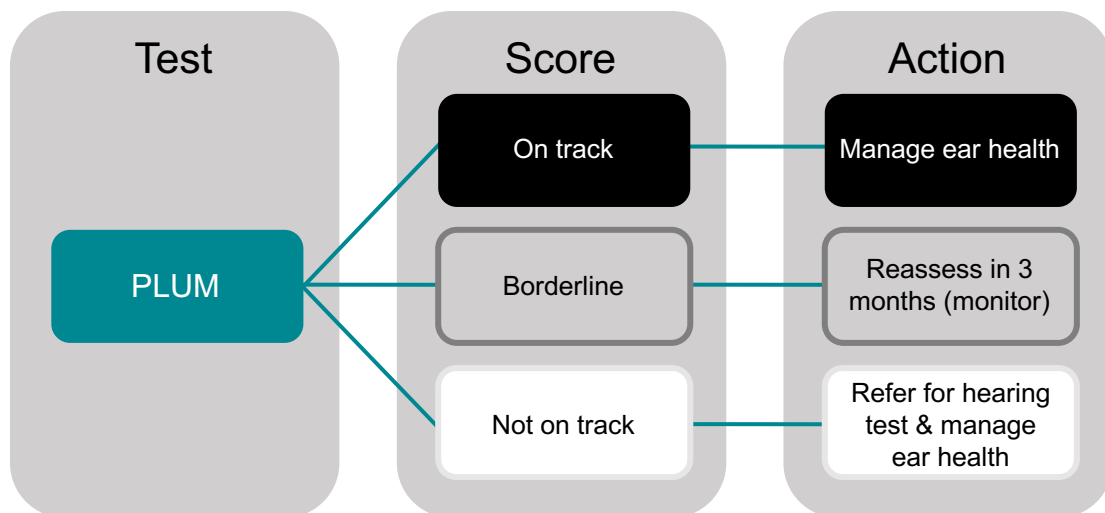 Test
Score
Action
PLUM
On track
Manage ear health
Borderline
Reassess in 3
months (monitor)
Not on track
Refer for hearing
test & manage
ear health